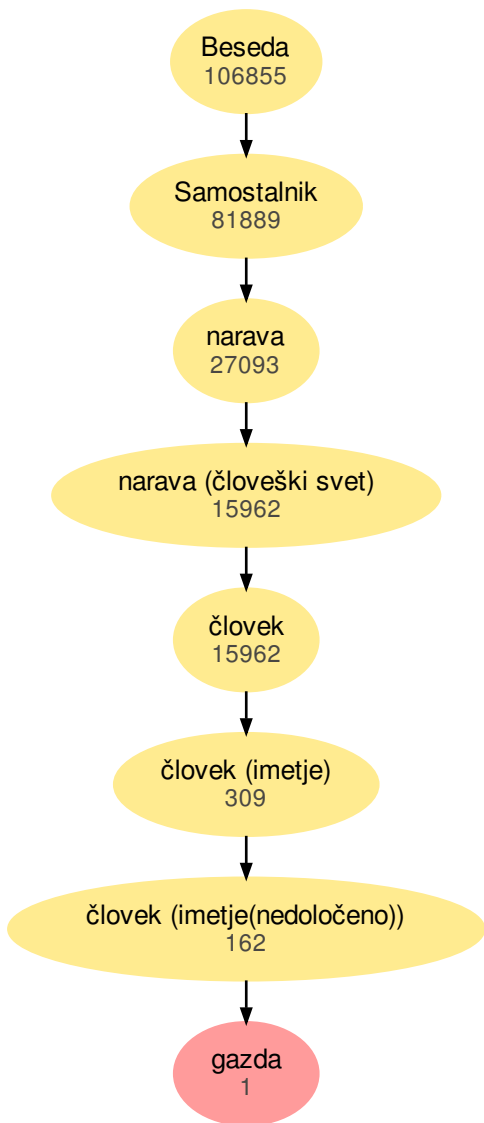 Beseda
106855
Samostalnik
81889
narava
27093
narava (človeški svet)
15962
človek
15962
človek (imetje)
309
človek (imetje(nedoločeno))
162
gazda
1